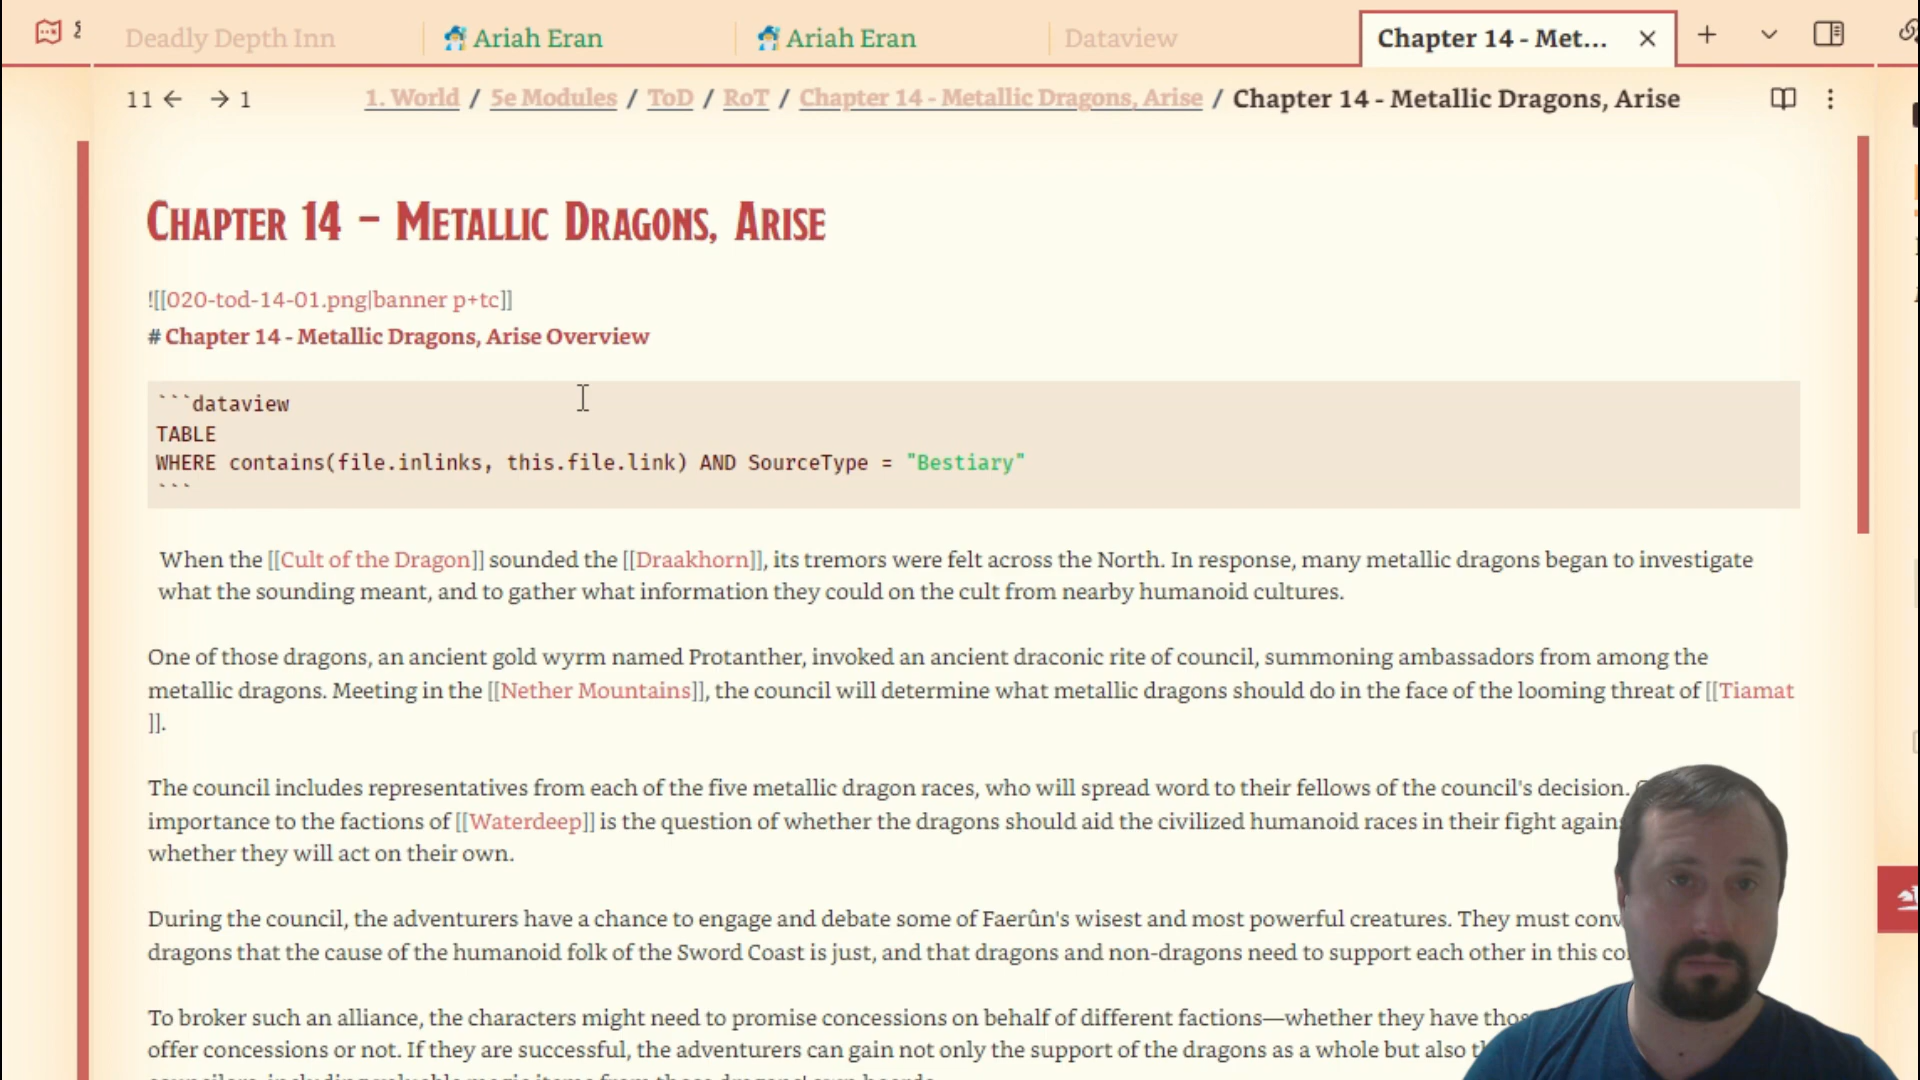 Deadly Depth Inn
Ariah Eran
Ariah Eran
Dataview
Chapter 14 - Met...
11 ← → 1
1. World / 5e Modules / ToD / RoT / Chapter 14 - Metallic Dragons, Arise / Chapter 14 - Metallic Dragons, Arise
Chapter 14 - Metallic Dragons, Arise
![[020-tod-14-01.png|banner p+tc]]
# Chapter 14 - Metallic Dragons, Arise Overview
```dataview
TABLE
WHERE contains(file.inlinks, this.file.link) AND SourceType = "Bestiary"
```
When the [[Cult of the Dragon]] sounded the [[Draakhorn]], its tremors were felt across the North. In response, many metallic dragons began to investigate
what the sounding meant, and to gather what information they could on the cult from nearby humanoid cultures.
One of those dragons, an ancient gold wyrm named Protanther, invoked an ancient draconic rite of council, summoning ambassadors from among the
metallic dragons. Meeting in the [[Nether Mountains]], the council will determine what metallic dragons should do in the face of the looming threat of [[Tiamat
]].
The council includes representatives from each of the five metallic dragon races, who will spread word to their fellows of the council's decision.
importance to the factions of [[Waterdeep]] is the question of whether the dragons should aid the civilized humanoid races in their fight agains
whether they will act on their own.
During the council, the adventurers have a chance to engage and debate some of Faerûn's wisest and most powerful creatures. They must conv
dragons that the cause of the humanoid folk of the Sword Coast is just, and that dragons and non-dragons need to support each other in this co
To broker such an alliance, the characters might need to promise concessions on behalf of different factions—whether they have thos
offer concessions or not. If they are successful, the adventurers can gain not only the support of the dragons as a whole but also t